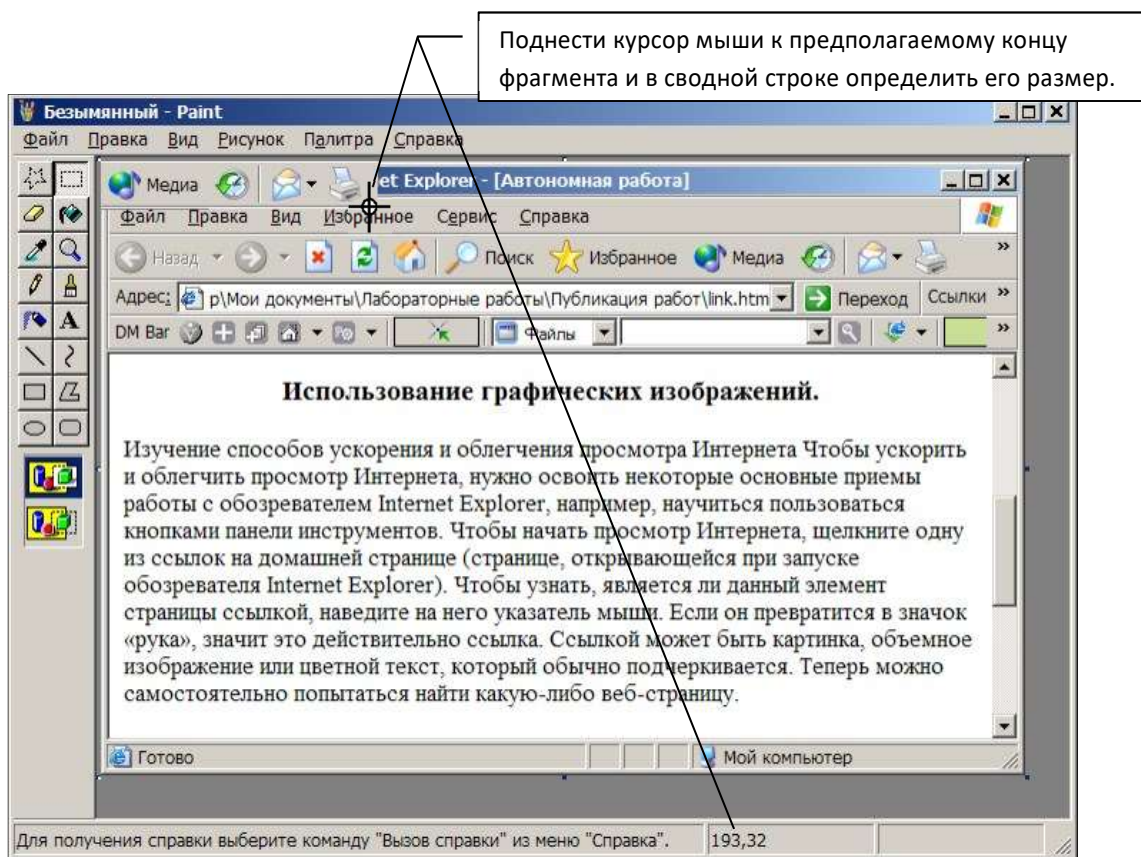 Поднести курсор мыши к предполагаемому концу
фрагмента и в сводной строке определить его размер.
Безымянный - Paint
Файл Правка Вид Рисунок Палитра Справка
Медиа et Explorer - [Автономная работа]
Файл Правка Вид Избранное Сервис Справка
Назад Поиск Избранное Медиа »
Адрес: р\Мои документы\Лабораторные работы\Публикация работ\link.htm Переход Ссылки »
DM Bar Файлы »
A
Использование графических изображений.
Изучение способов ускорения и облегчения просмотра Интернета Чтобы ускорить
и облегчить просмотр Интернета, нужно освоить некоторые основные приемы
работы с обозревателем Internet Explorer, например, научиться пользоваться
кнопками панели инструментов. Чтобы начать просмотр Интернета, щелкните одну
из ссылок на домашней странице (странице, открывающейся при запуске
обозревателя Internet Explorer). Чтобы узнать, является ли данный элемент
страницы ссылкой, наведите на него указатель мыши. Если он превратится в значок
«рука», значит это действительно ссылка. Ссылкой может быть картинка, объемное
изображение или цветной текст, который обычно подчеркивается. Теперь можно
самостоятельно попытаться найти какую-либо веб-страницу.
Готово Мой компьютер
Для получения справки выберите команду "Вызов справки" из меню "Справка". 193,32